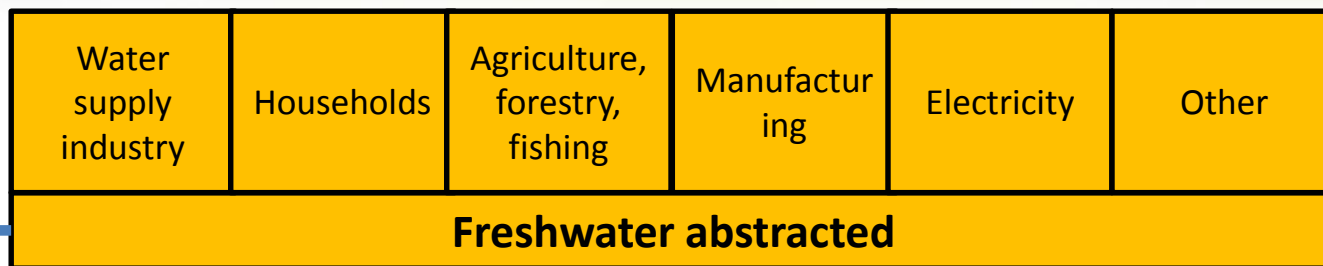 Water
supply
industry
Households
Agriculture,
forestry,
fishing
Manufactur
ing
Electricity
Other
Freshwater abstracted